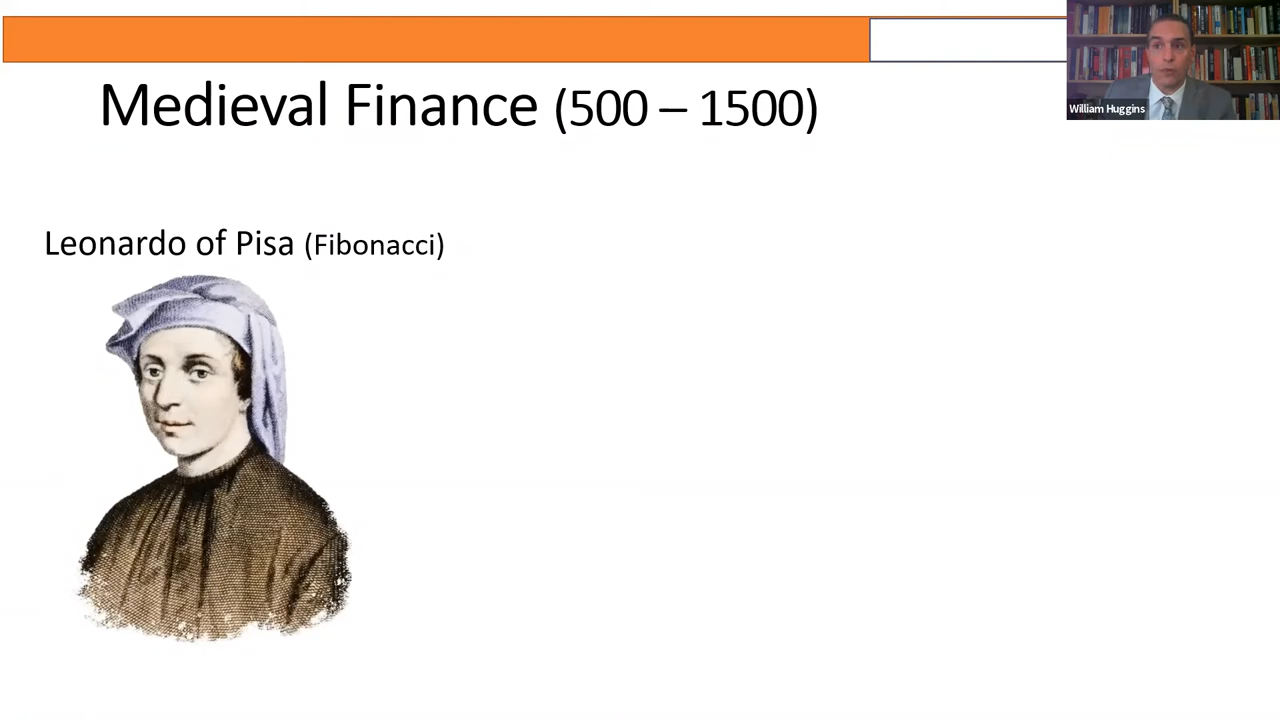 Medieval Finance (500 – 1500)
William Huggins
Leonardo of Pisa (Fibonacci)